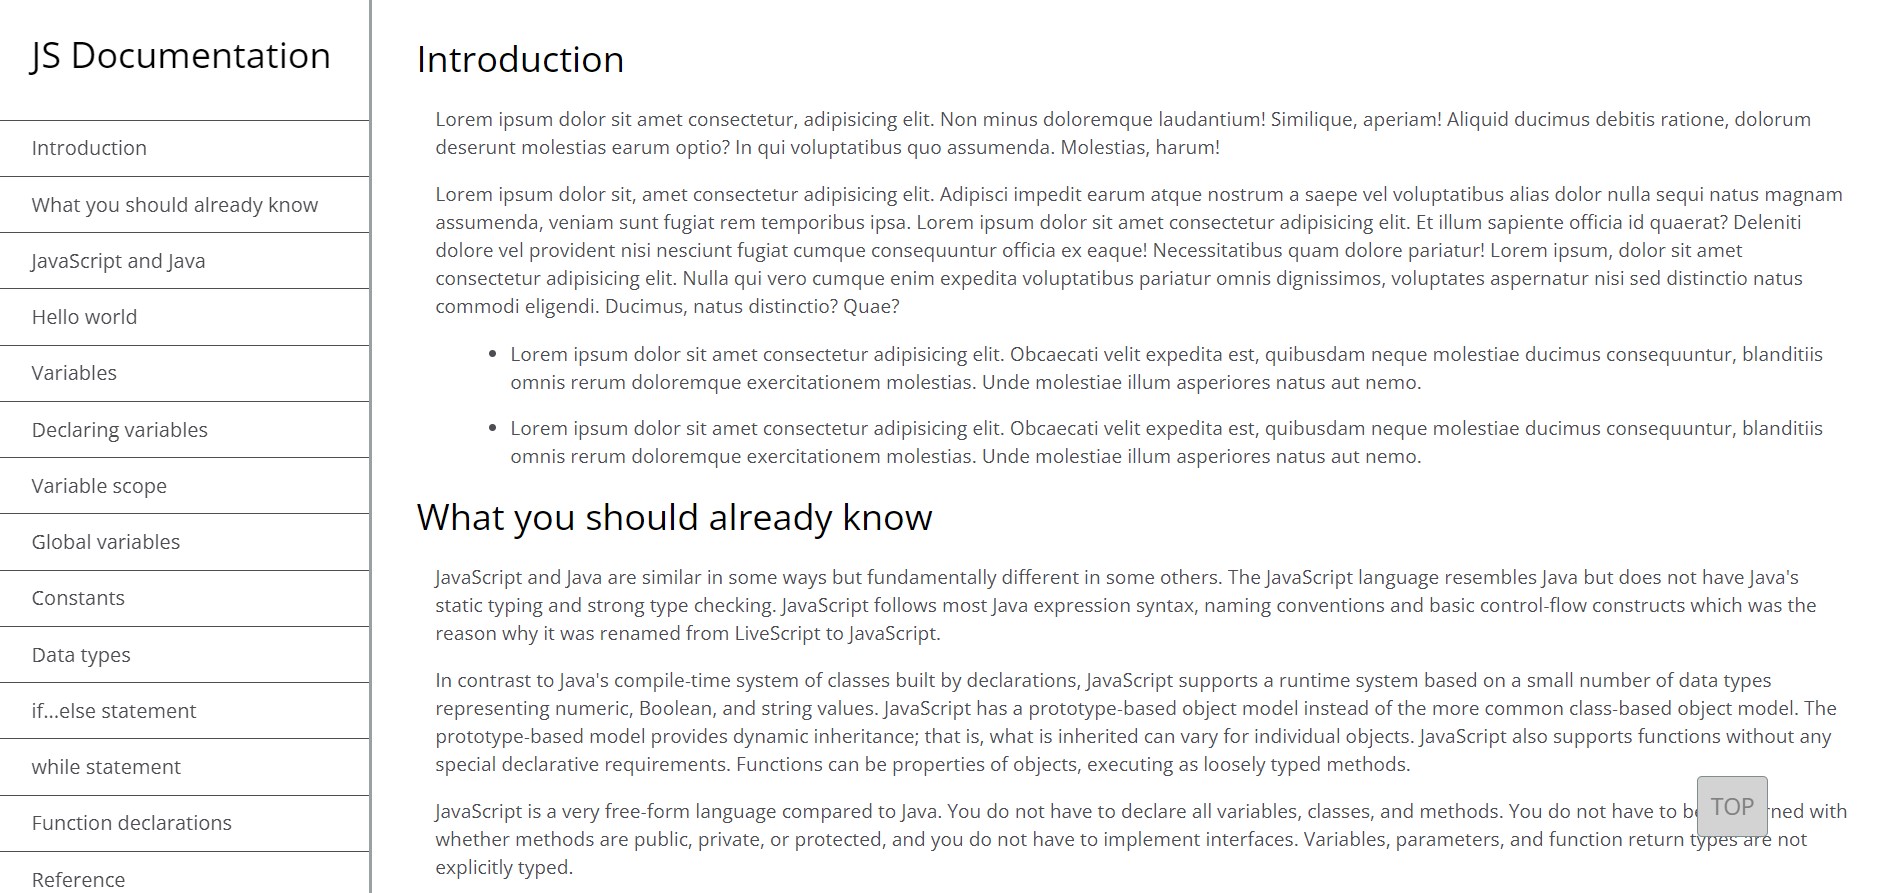 JS Documentation
Introduction
What you should already know
JavaScript and Java
Hello world
Variables
Declaring variables
Variable scope
Global variables
Constants
Data types
if...else statement
while statement
Function declarations
Reference
Introduction
Lorem ipsum dolor sit amet consectetur, adipisicing elit. Non minus doloremque laudantium! Similique, aperiam! Aliquid ducimus debitis ratione, dolorum
deserunt molestias earum optio? In qui voluptatibus quo assumenda. Molestias, harum!
Lorem ipsum dolor sit, amet consectetur adipisicing elit. Adipisci impedit earum atque nostrum a saepe vel voluptatibus alias dolor nulla sequi natus magnam
assumenda, veniam sunt fugiat rem temporibus ipsa. Lorem ipsum dolor sit amet consectetur adipisicing elit. Et illum sapiente officia id quaerat? Deleniti
dolore vel provident nisi nesciunt fugiat cumque consequuntur officia ex eaque! Necessitatibus quam dolore pariatur! Lorem ipsum, dolor sit amet
consectetur adipisicing elit. Nulla qui vero cumque enim expedita voluptatibus pariatur omnis dignissimos, voluptates aspernatur nisi sed distinctio natus
commodi eligendi. Ducimus, natus distinctio? Quae?
• Lorem ipsum dolor sit amet consectetur adipisicing elit. Obcaecati velit expedita est, quibusdam neque molestiae ducimus consequuntur, blanditiis
omnis rerum doloremque exercitationem molestias. Unde molestiae illum asperiores natus aut nemo.
• Lorem ipsum dolor sit amet consectetur adipisicing elit. Obcaecati velit expedita est, quibusdam neque molestiae ducimus consequuntur, blanditiis
omnis rerum doloremque exercitationem molestias. Unde molestiae illum asperiores natus aut nemo.
What you should already know
JavaScript and Java are similar in some ways but fundamentally different in some others. The JavaScript language resembles Java but does not have Java's
static typing and strong type checking. JavaScript follows most Java expression syntax, naming conventions and basic control-flow constructs which was the
reason why it was renamed from LiveScript to JavaScript.
In contrast to Java's compile-time system of classes built by declarations, JavaScript supports a runtime system based on a small number of data types
representing numeric, Boolean, and string values. JavaScript has a prototype-based object model instead of the more common class-based object model. The
prototype-based model provides dynamic inheritance; that is, what is inherited can vary for individual objects. JavaScript also supports functions without any
special declarative requirements. Functions can be properties of objects, executing as loosely typed methods.
JavaScript is a very free-form language compared to Java. You do not have to declare all variables, classes, and methods. You do not have to with
whether methods are public, private, or protected, and you do not have to implement interfaces. Variables, parameters, and function return types are not
explicitly typed.
TOP